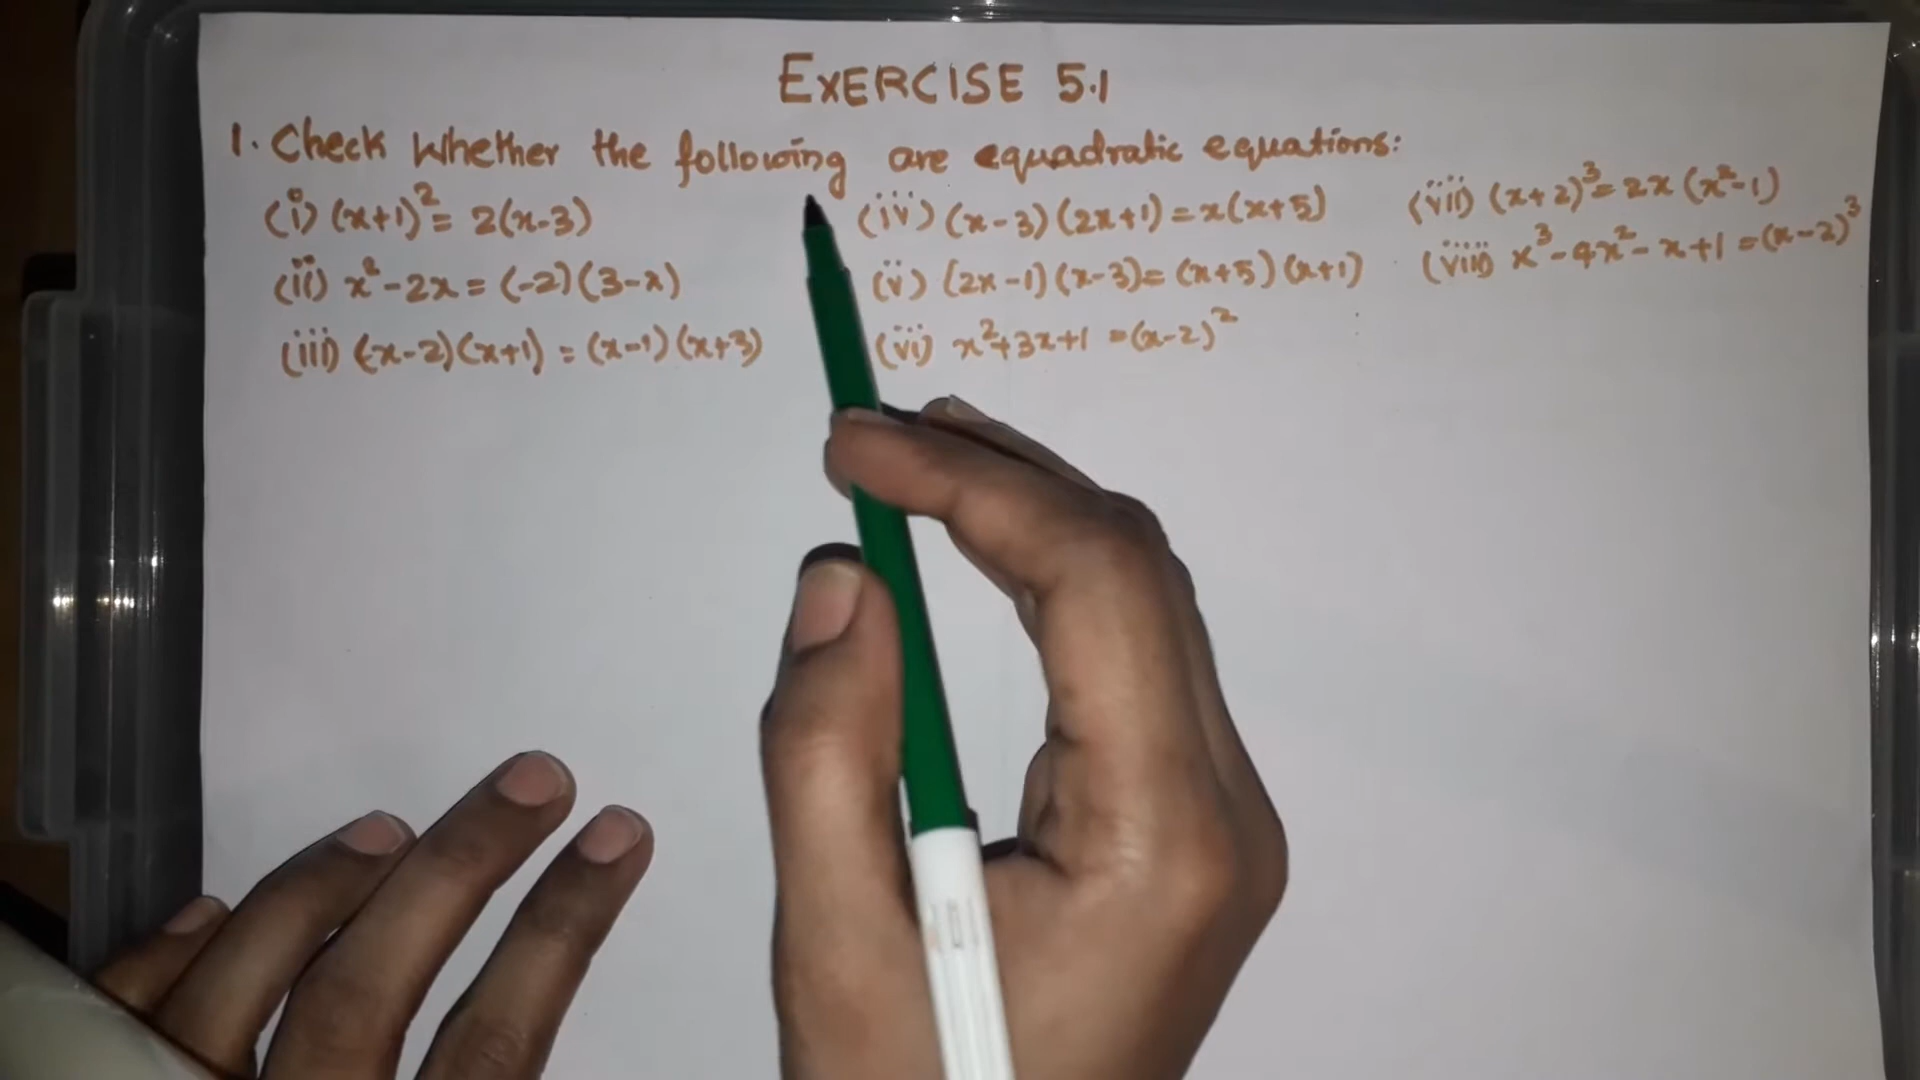 EXERCISE 5.1
1. Check whether the following are equadratic equations:
(i) (x+1)² = 2(x-3)
(ii) x² - 2x = (-2)(3-x)
(iii) (x-2)(x+1) = (x-1)(x+3)
(iv) (x-3)(2x+1) = x(x+5)
(v) (2x-1)(x-3) = (x+5)(x+1)
(vi) x²+3x+1 = (x-2)²
(vii) (x+2)³ = 2x(x²-1)
(viii) x³-4x²-x+1 = (x-2)³